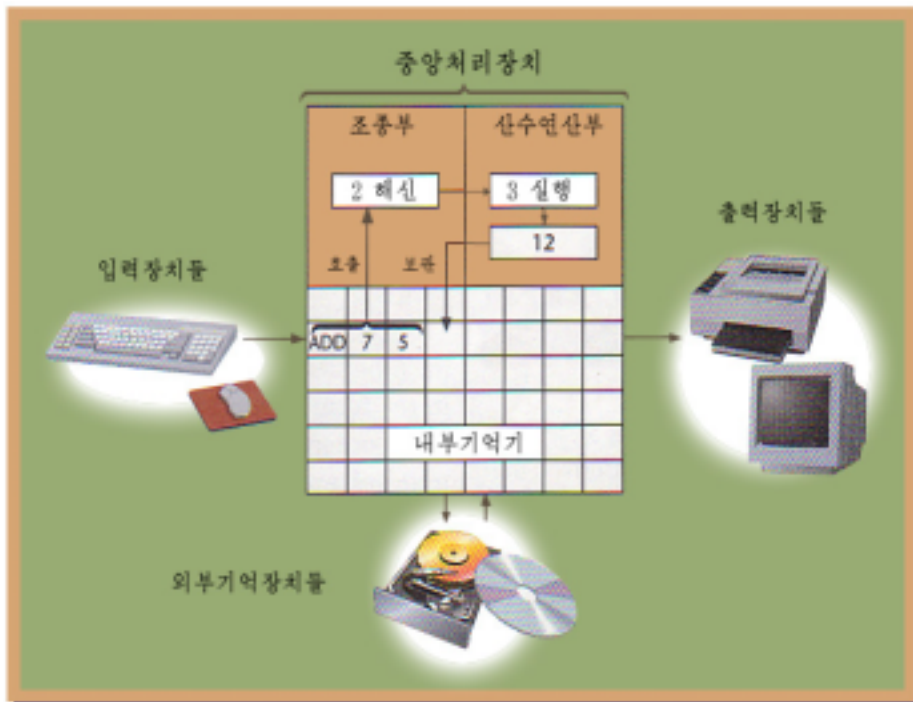 중앙처리장치
조종부
산수연산부
2 해신
3 실행
12
호출
보관
입력장치들
출력장치들
ADD 7 5
내부기억기
외부기억장치들